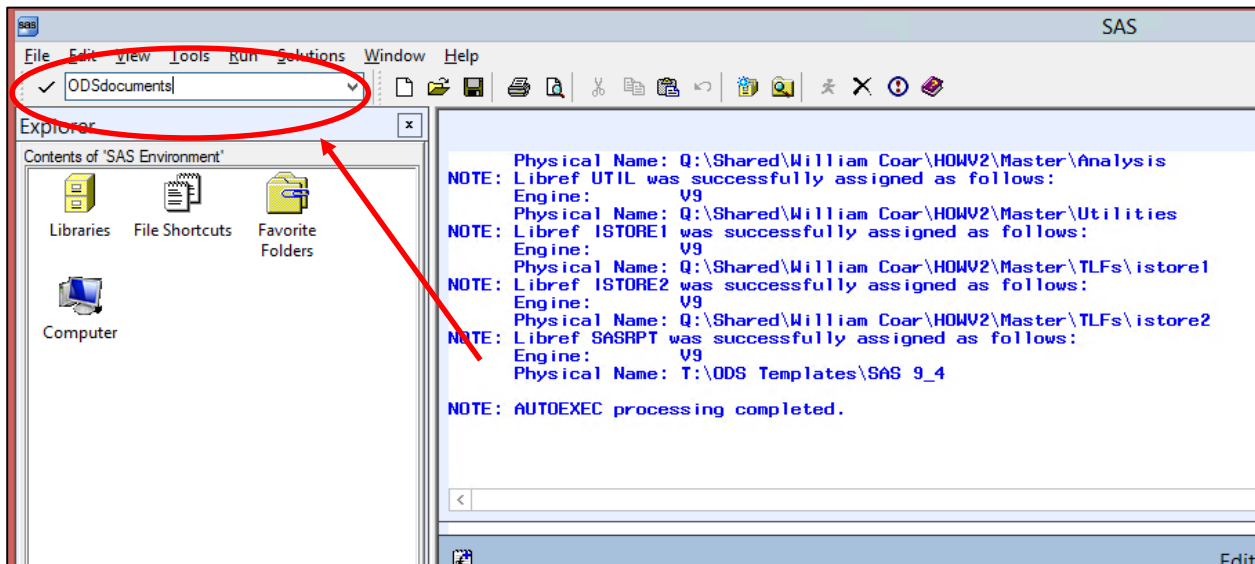 sas
SAS
File Edit View Tools Run Solutions Window Help
ODSdocuments
Explorer
x
Contents of 'SAS Environment'
Libraries
File Shortcuts
Favorite
Folders
Computer
Physical Name: Q:\Shared\William Coar\HOWV2\Master\Analysis
NOTE: Libref UTIL was successfully assigned as follows:
Engine: V9
Physical Name: Q:\Shared\William Coar\HOWV2\Master\Utilities
NOTE: Libref ISTORE1 was successfully assigned as follows:
Engine: V9
Physical Name: Q:\Shared\William Coar\HOWV2\Master\TLFs\istore1
NOTE: Libref ISTORE2 was successfully assigned as follows:
Engine: V9
Physical Name: Q:\Shared\William Coar\HOWV2\Master\TLFs\istore2
NOTE: Libref SASRPT was successfully assigned as follows:
Engine: V9
Physical Name: T:\ODS Templates\SAS 9_4
NOTE: AUTOEXEC processing completed.
Edit